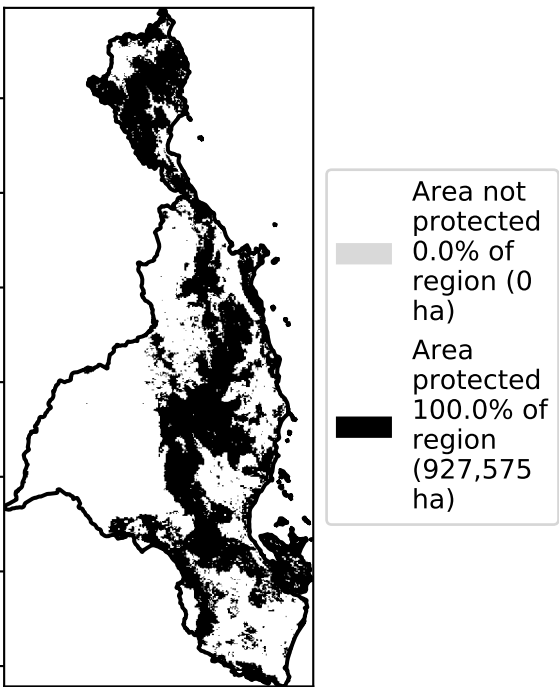 Area not
protected
0.0% of
region (0
ha)
Area
protected
100.0% of
region
(927,575
ha)